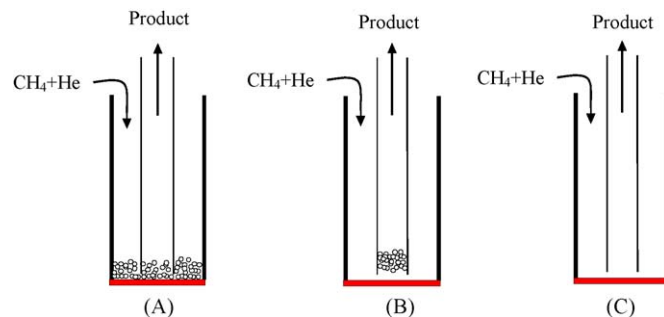 Product
CH₄+He
(A)
Product
CH₄+He
(B)
Product
CH₄+He
(C)